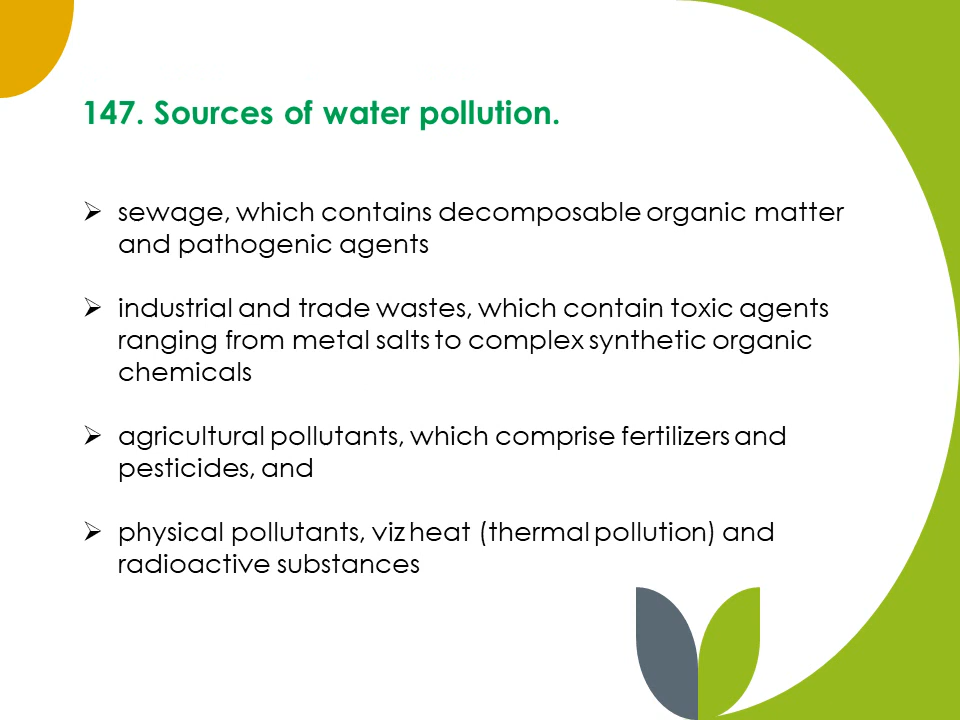 147. Sources of water pollution.
➢ sewage, which contains decomposable organic matter
and pathogenic agents
➢ industrial and trade wastes, which contain toxic agents
ranging from metal salts to complex synthetic organic
chemicals
➢ agricultural pollutants, which comprise fertilizers and
pesticides, and
➢ physical pollutants, viz heat (thermal pollution) and
radioactive substances